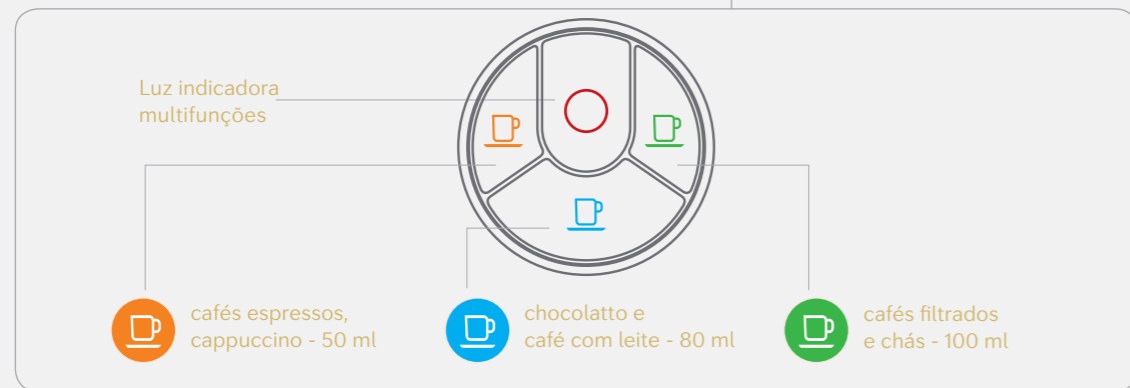 Luz indicadora
multifunções
cafés espressos,
cappuccino - 50 ml
chocolatto e
café com leite - 80 ml
cafés filtrados
e chás - 100 ml